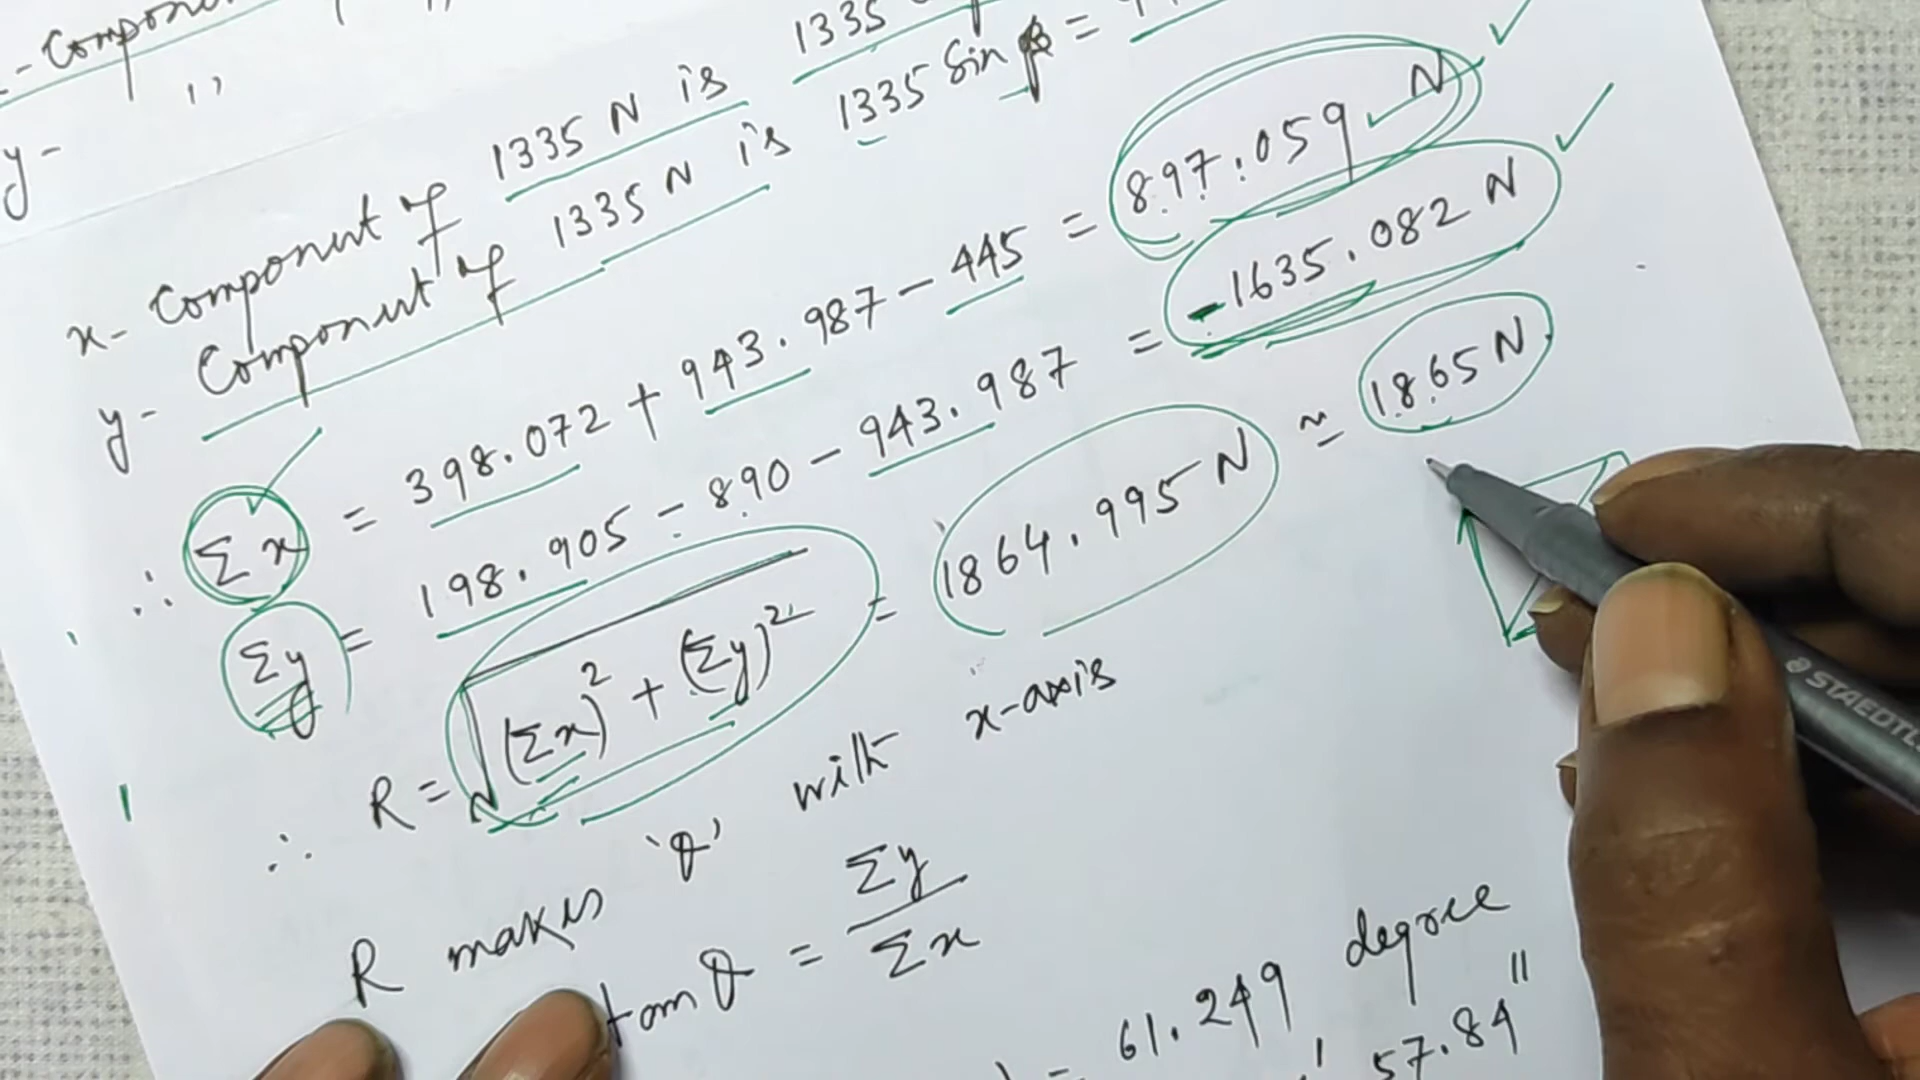 - Component
y - ,,
x - Component of 1335 N is 1335
y - Component of 1335 N is 1335 Sin β =
∴ Σx = 398.072 + 943.987 - 445 = 897.059 N
Σy = 198.905 - 890 - 943.987 = -1635.082 N
∴ R = √(Σx)² + (Σy)² = 1864.995 N ≃ 1865 N
R makes 'θ' with x-axis
tan θ = Σy / Σx
= 61.249 degree
57.84"
STAEDTL